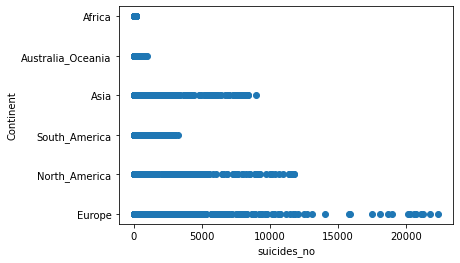 Africa
Australia_Oceania
Asia
South_America
North_America
Europe
Continent
0
5000
10000
15000
20000
suicides_no